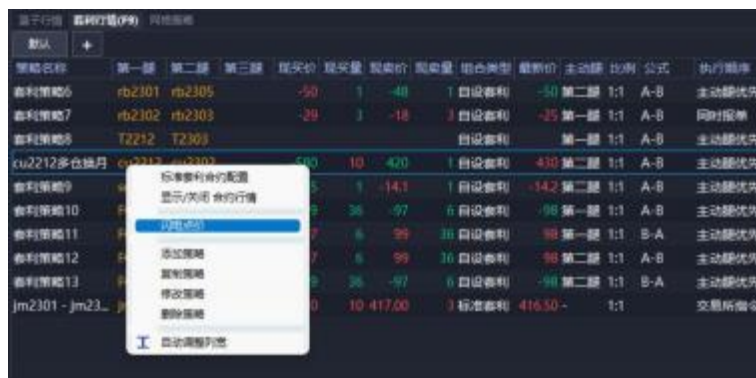 盘子行情 套利行情(P9) 网格策略
默认 +
策略名称 第一腿 第二腿 第三腿 现买价 现买量 现卖价 现卖量 组合类型 最新价 主动腿 比例 公式 执行顺序
套利策略6 rb2301 rb2305 -50 1 -48 1 自设套利 -50 第二腿 1:1 A-B 主动腿优先
套利策略7 rb2302 rb2303 -29 3 -18 3 自设套利 -25 第一腿 1:1 A-B 同时报单
套利策略8 T2212 T2303 自设套利 第一腿 1:1 A-B 主动腿优先
cu2212多仓换月 10 420 1 自设套利 430 第二腿 1:1 A-B 主动腿优先
套利策略9 1 -14.1 1 自设套利 -14.2 第二腿 1:1 A-B 主动腿优先
套利策略10 36 -97 6 自设套利 -98 第一腿 1:1 A-B 主动腿优先
套利策略11 6 99 36 自设套利 98 第一腿 1:1 B-A 主动腿优先
套利策略12 6 99 36 自设套利 98 第二腿 1:1 A-B 主动腿优先
套利策略13 36 -97 6 自设套利 -98 第二腿 1:1 B-A 主动腿优先
jm2301 - jm23... 10 417.00 3 标准套利 416.50 - 1:1 交易所指令
标准套利合约配置
显示/关闭 合约行情
闪电点价
添加策略
复制策略
修改策略
删除策略
自动调整列宽